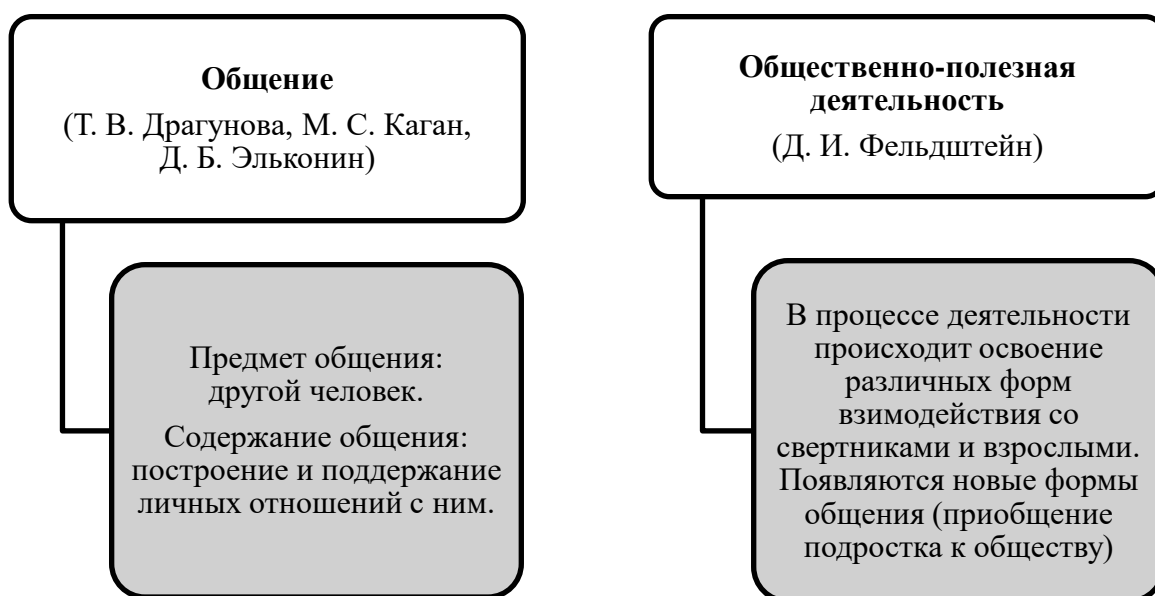 Общение
(Т. В. Драгунова, М. С. Каган,
Д. Б. Эльконин)
Предмет общения:
другой человек.
Содержание общения:
построение и поддержание
личных отношений с ним.
Общественно-полезная
деятельность
(Д. И. Фельдштейн)
В процессе деятельности
происходит освоение
различных форм
взимодействия со
свертниками и взрослыми.
Появляются новые формы
общения (приобщение
подростка к обществу)